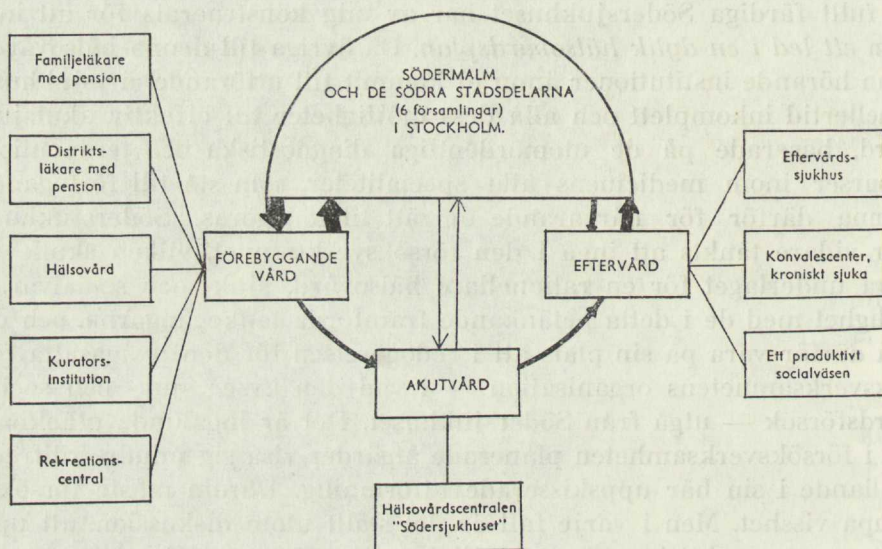 Familjeläkare
med pension
Distrikts-
läkare med
pension
Hälsovård
Kurators-
institution
Rekreations-
central
SÖDERMALM
OCH DE SÖDRA STADSDELARNA
(6 församlingar)
I STOCKHOLM.
FÖREBYGGANDE
VÅRD
EFTERVÅRD
AKUTVÅRD
Hälsovårdscentralen
"Södersjukhuset"
Eftervårds-
sjukhus
Konvalescenter,
kroniskt sjuka
Ett produktivt
socialväsen